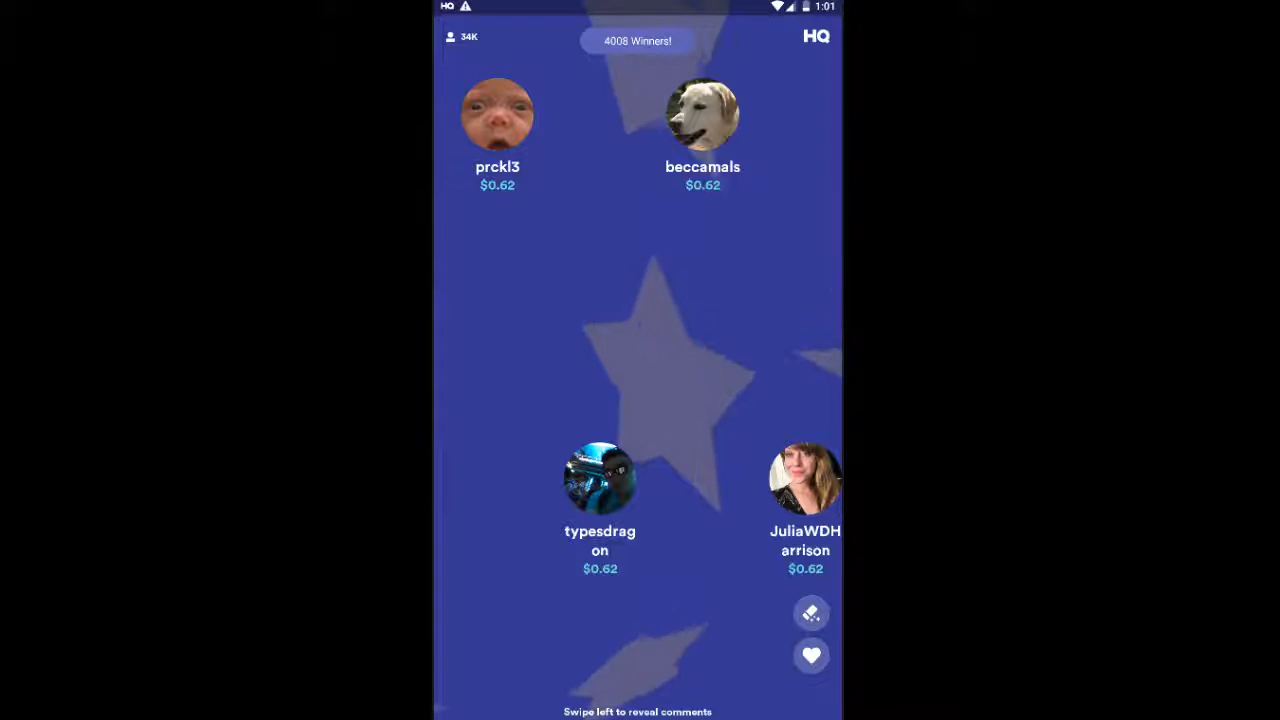 HQ
1:01
34K
4008 Winners!
HQ
prckl3
$0.62
beccamals
$0.62
typesdrag
on
$0.62
JuliaWDH
arrison
$0.62
Swipe left to reveal comments